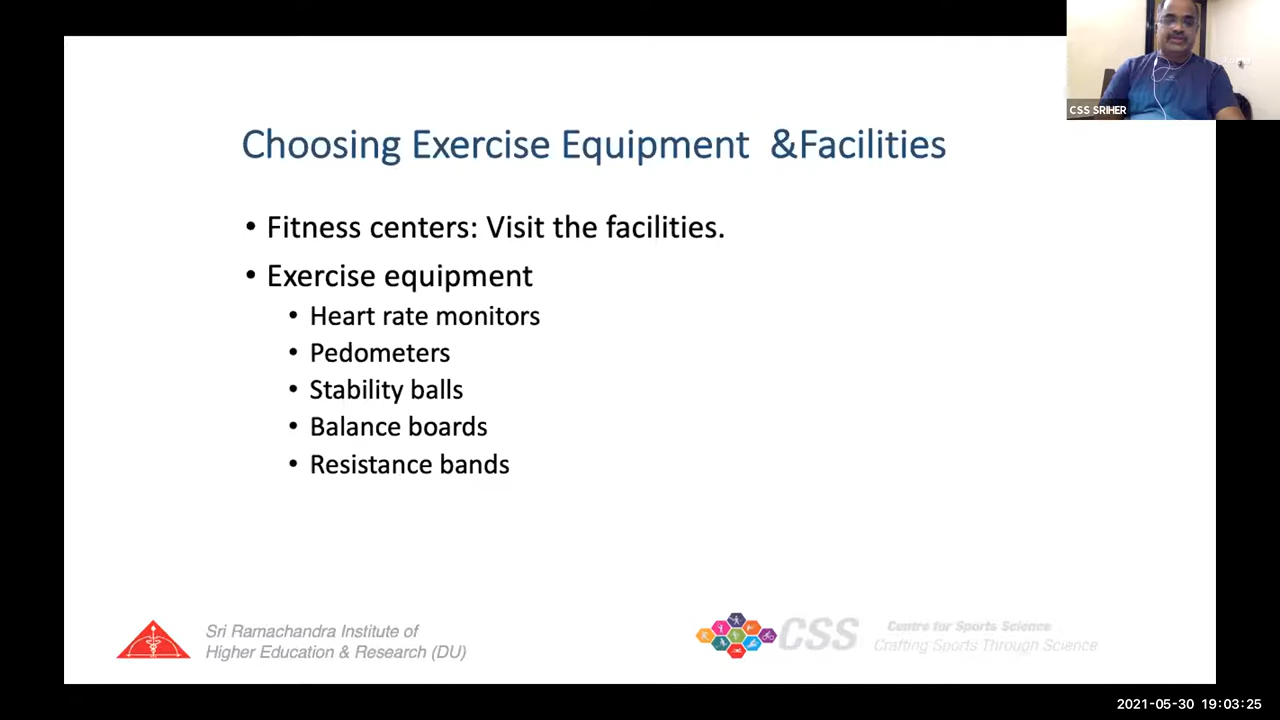 CSS SRIHER
Choosing Exercise Equipment &Facilities
• Fitness centers: Visit the facilities.
• Exercise equipment
• Heart rate monitors
• Pedometers
• Stability balls
• Balance boards
• Resistance bands
Sri Ramachandra Institute of
Higher Education & Research (DU)
CSS
Centre for Sports Science
Crafting Sports Through Science
2021-05-30 19:03:25